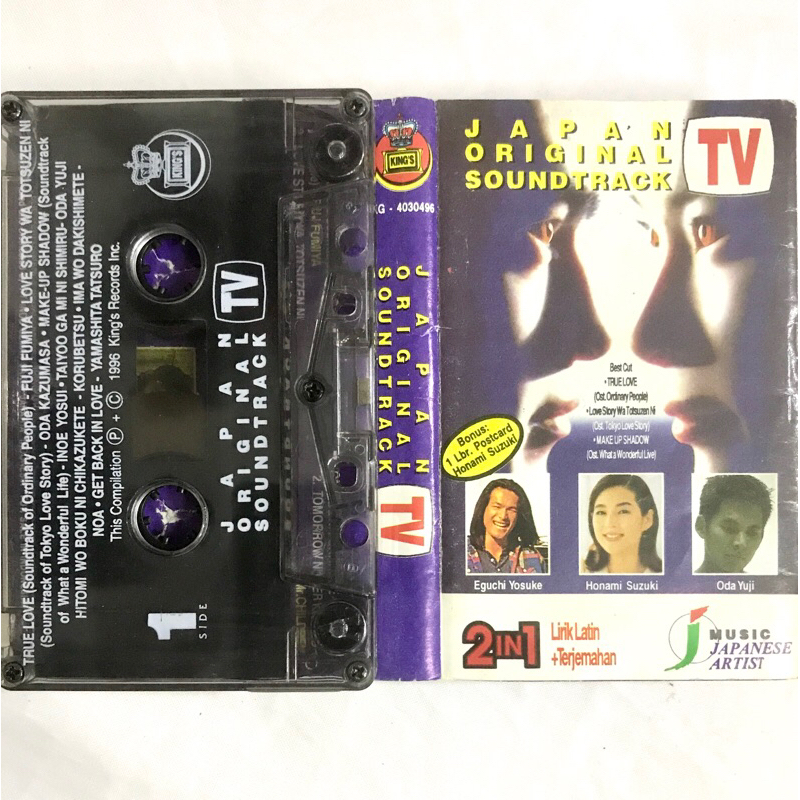 KING'S
TRUE LOVE (Soundtrack of Ordinary People) - FUJI FUMIYA • LOVE STORY WA TOTSUZEN NI
(Soundtrack of Tokyo Love Story) - ODA KAZUMASA • MAKE-UP SHADOW (Soundtrack
of What a Wonderful Life) - INOE YOSUI • TAIYOO GA MI NI SHIMIRU - ODA YUJI
HITOMI WO BOKU NI CHIKAZUKETE - KORUBETSU • IMA WO DAKISHIMETE -
NOA • GET BACK IN LOVE - YAMASHITA TATSURO
This Compilation Ⓟ + Ⓒ 1996 King's Records Inc.
JAPAN
ORIGINAL
SOUNDTRACK
TV
1
SIDE
2. TOMORROW
KING'S
KG - 4030496
JAPAN
ORIGINAL
SOUNDTRACK
TV
JAPAN
ORIGINAL
SOUNDTRACK
TV
Best Cut
• TRUE LOVE
(Ost. Ordinary People)
• Love Story Wa Totsuzen Ni
(Ost. Tokyo Love Story)
• MAKE UP SHADOW
(Ost. What a Wonderful Live)
Bonus:
1 Lbr. Postcard
Honami Suzuki
Eguchi Yosuke
Honami Suzuki
Oda Yuji
2 IN 1
Lirik Latin
+Terjemahan
J MUSIC
JAPANESE
ARTIST